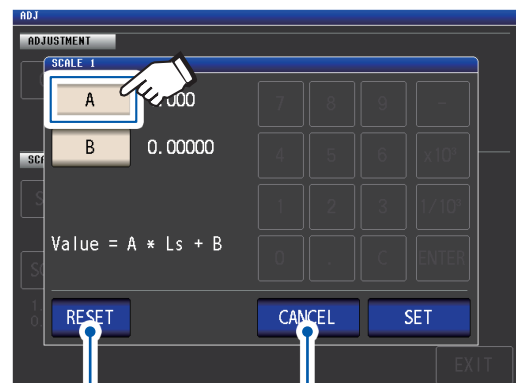 ADJ
ADJUSTMENT
SCALE 1
A
7 8 9 -
B 0.00000
4 5 6 x10³
1 2 3 1/10³
Value = A * Ls + B
0 . C ENTER
RESET CANCEL SET
EXIT